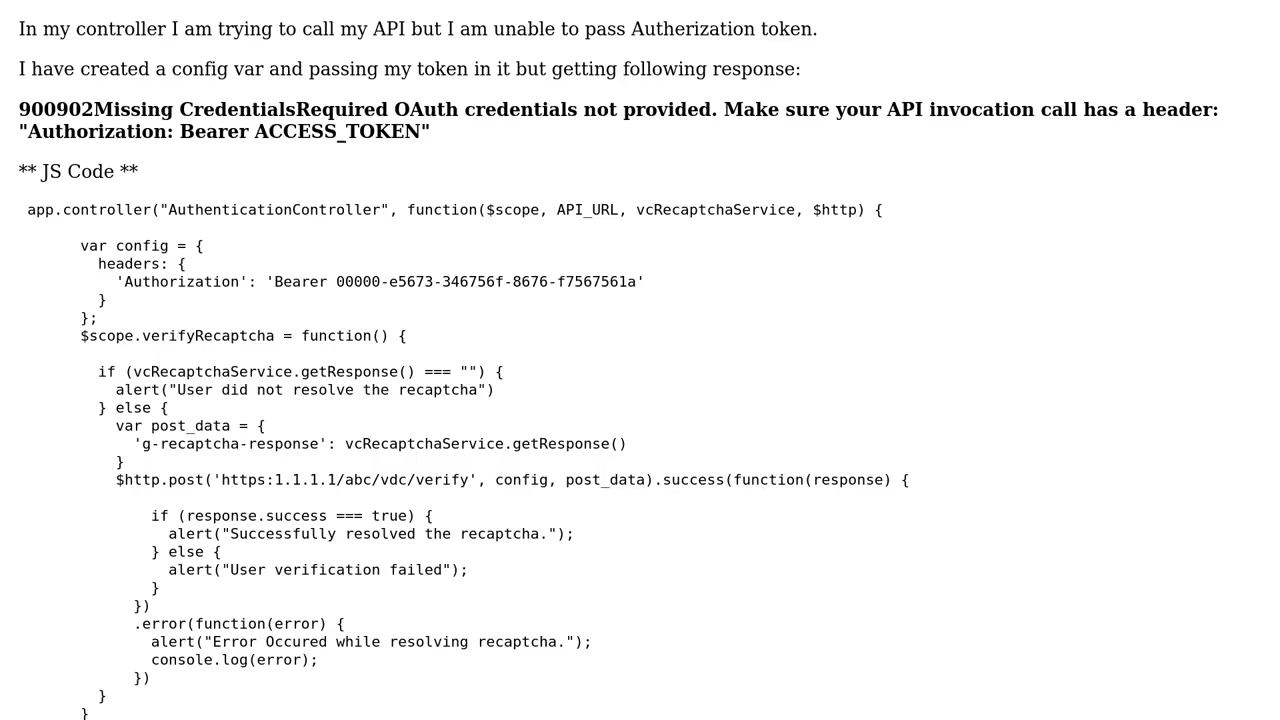 In my controller I am trying to call my API but I am unable to pass Autherization token.
I have created a config var and passing my token in it but getting following response:
900902Missing CredentialsRequired OAuth credentials not provided. Make sure your API invocation call has a header:
"Authorization: Bearer ACCESS_TOKEN"
** JS Code **
app.controller("AuthenticationController", function($scope, API_URL, vcRecaptchaService, $http) {
var config = {
headers: {
'Authorization': 'Bearer 00000-e5673-346756f-8676-f7567561a'
}
};
$scope.verifyRecaptcha = function() {
if (vcRecaptchaService.getResponse() === "") {
alert("User did not resolve the recaptcha")
} else {
var post_data = {
'g-recaptcha-response': vcRecaptchaService.getResponse()
}
$http.post('https:1.1.1.1/abc/vdc/verify', config, post_data).success(function(response) {
if (response.success === true) {
alert("Successfully resolved the recaptcha.");
} else {
alert("User verification failed");
}
})
.error(function(error) {
alert("Error Occured while resolving recaptcha.");
console.log(error);
})
}
}